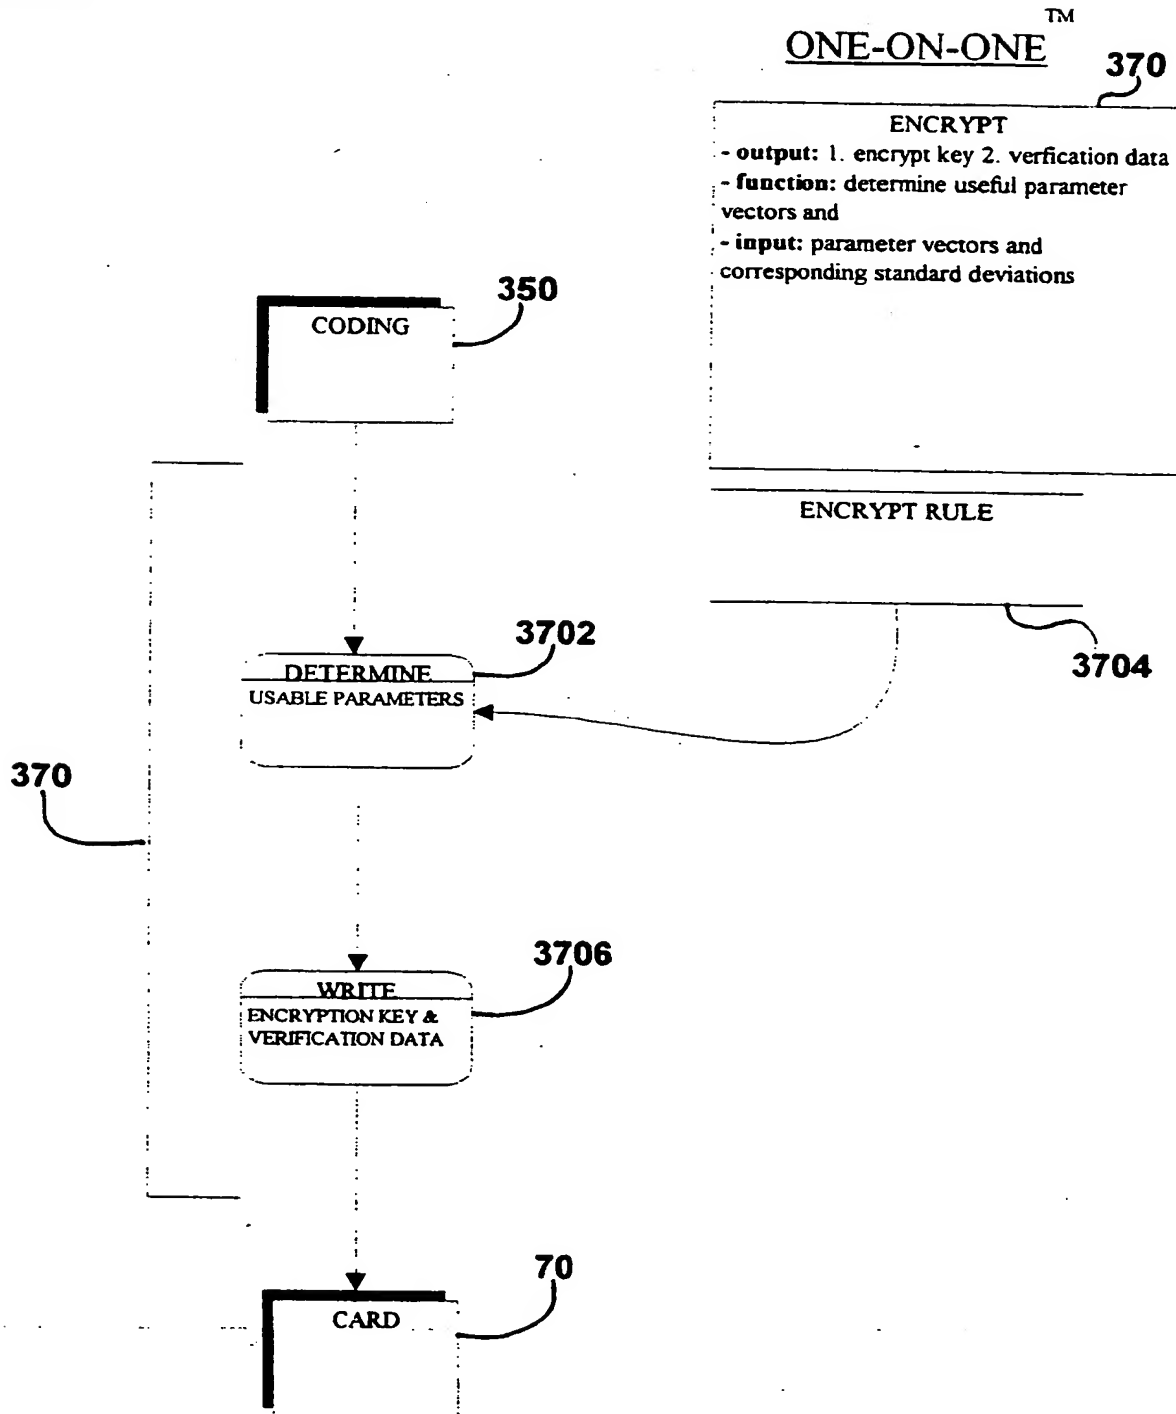 TM
ONE-ON-ONE
370
ENCRYPT
- output: 1. encrypt key 2. verfication data
- function: determine useful parameter
vectors and
- input: parameter vectors and
corresponding standard deviations
350
CODING
ENCRYPT RULE
3702
3704
DETERMINE
USABLE PARAMETERS
370
3706
WRITE
ENCRYPTION KEY &
VERIFICATION DATA
70
CARD